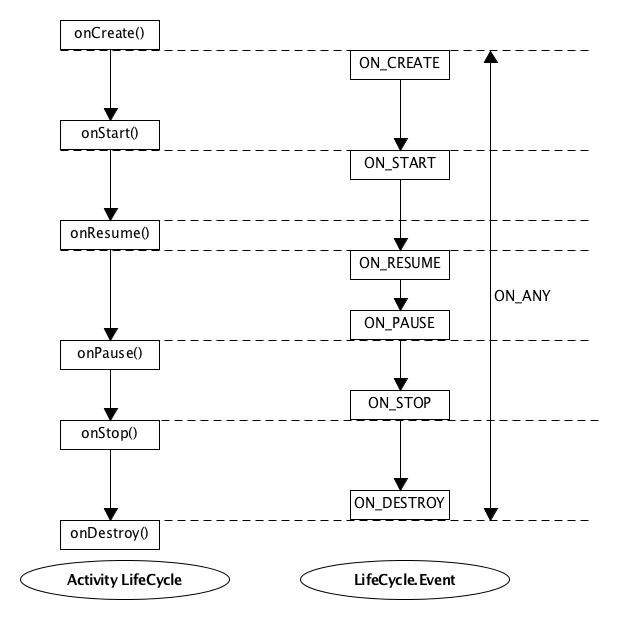 onCreate()
ON_CREATE
onStart()
ON_START
onResume()
ON_RESUME
ON_ANY
ON_PAUSE
onPause()
ON_STOP
onStop()
ON_DESTROY
onDestroy()
Activity LifeCycle
LifeCycle.Event